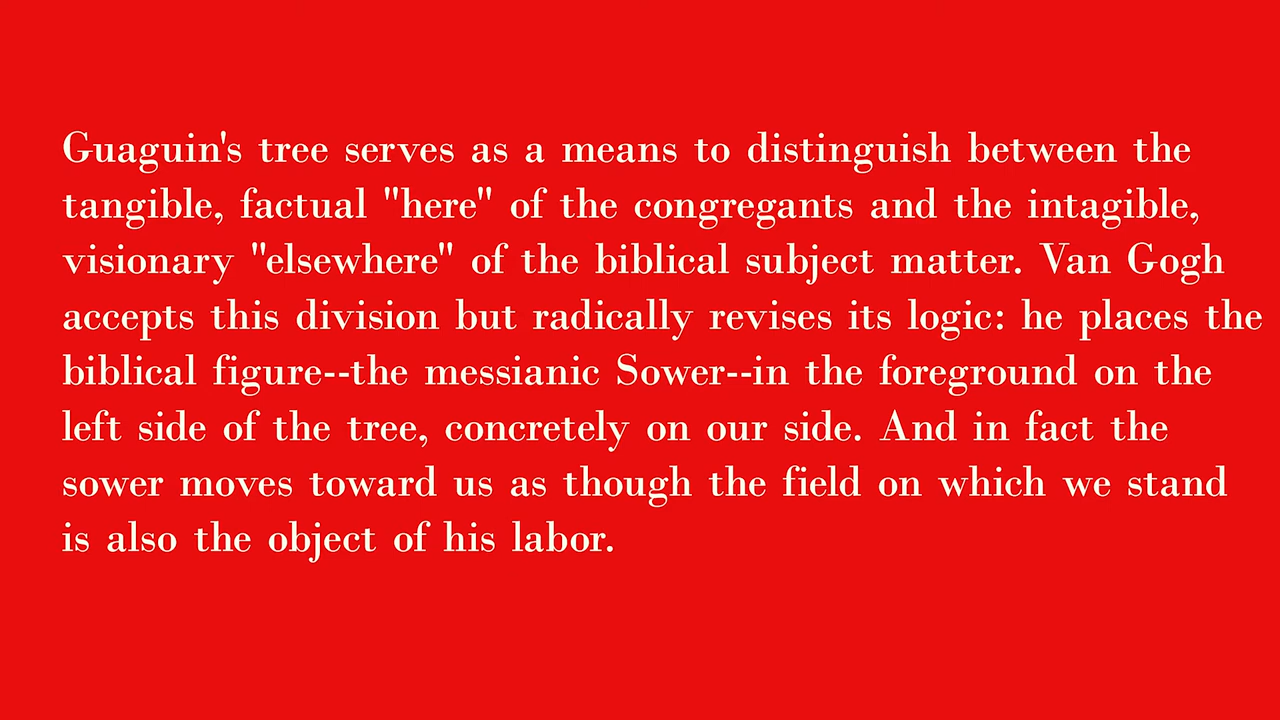 Guaguin's tree serves as a means to distinguish between the
tangible, factual "here" of the congregants and the intagible,
visionary "elsewhere" of the biblical subject matter. Van Gogh
accepts this division but radically revises its logic: he places the
biblical figure--the messianic Sower--in the foreground on the
left side of the tree, concretely on our side. And in fact the
sower moves toward us as though the field on which we stand
is also the object of his labor.